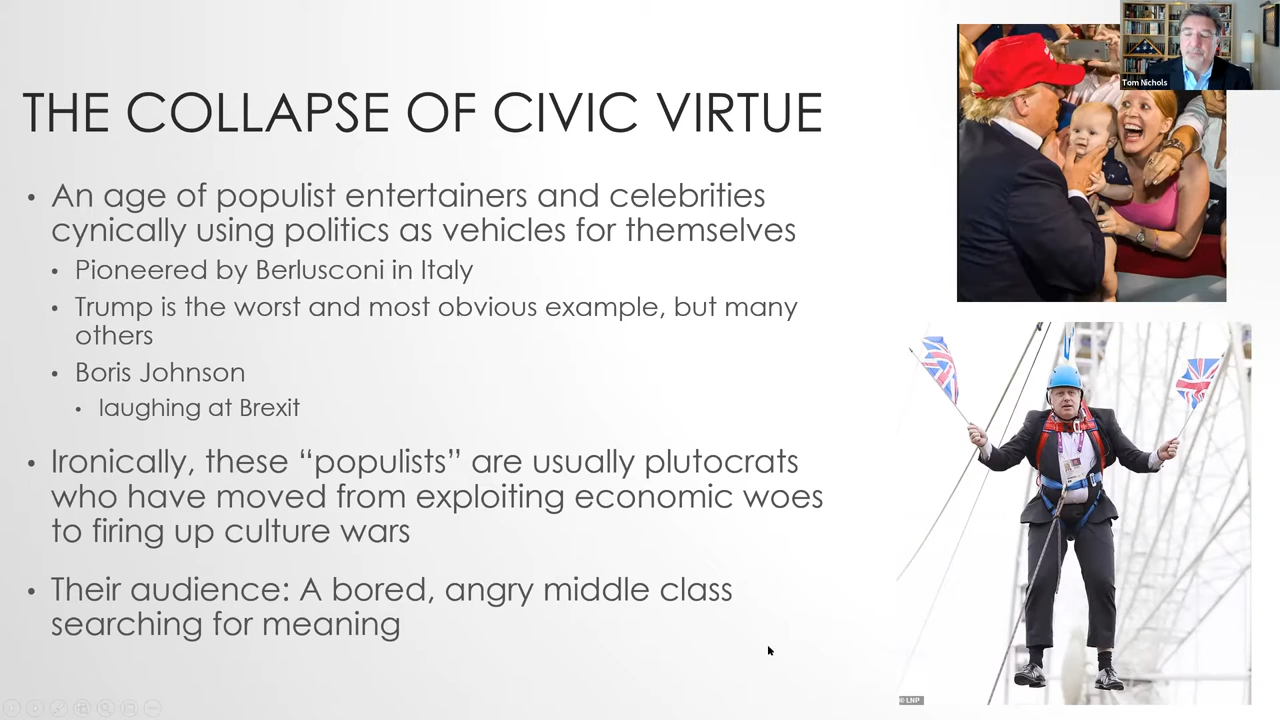 THE COLLAPSE OF CIVIC VIRTUE
• An age of populist entertainers and celebrities
cynically using politics as vehicles for themselves
• Pioneered by Berlusconi in Italy
• Trump is the worst and most obvious example, but many
others
• Boris Johnson
• laughing at Brexit
• Ironically, these “populists” are usually plutocrats
who have moved from exploiting economic woes
to firing up culture wars
• Their audience: A bored, angry middle class
searching for meaning
Tom Nichols
© LNP